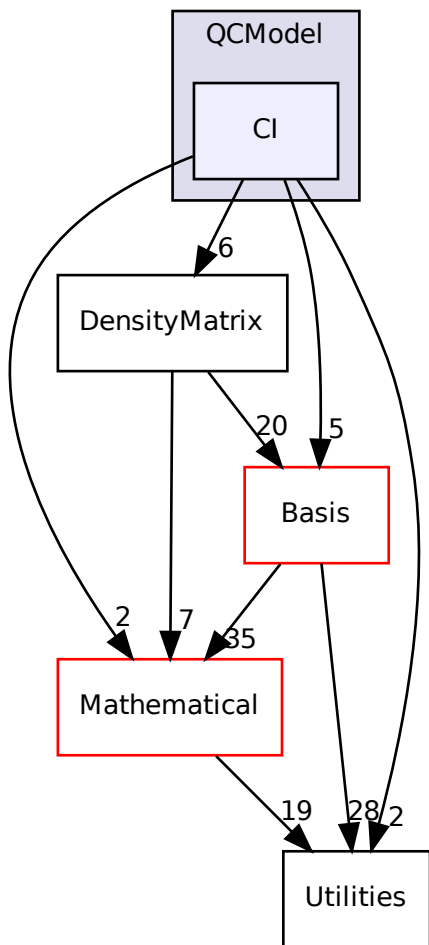 QCModel
CI
6
DensityMatrix
20
5
Basis
2
7
35
Mathematical
19
28
2
Utilities